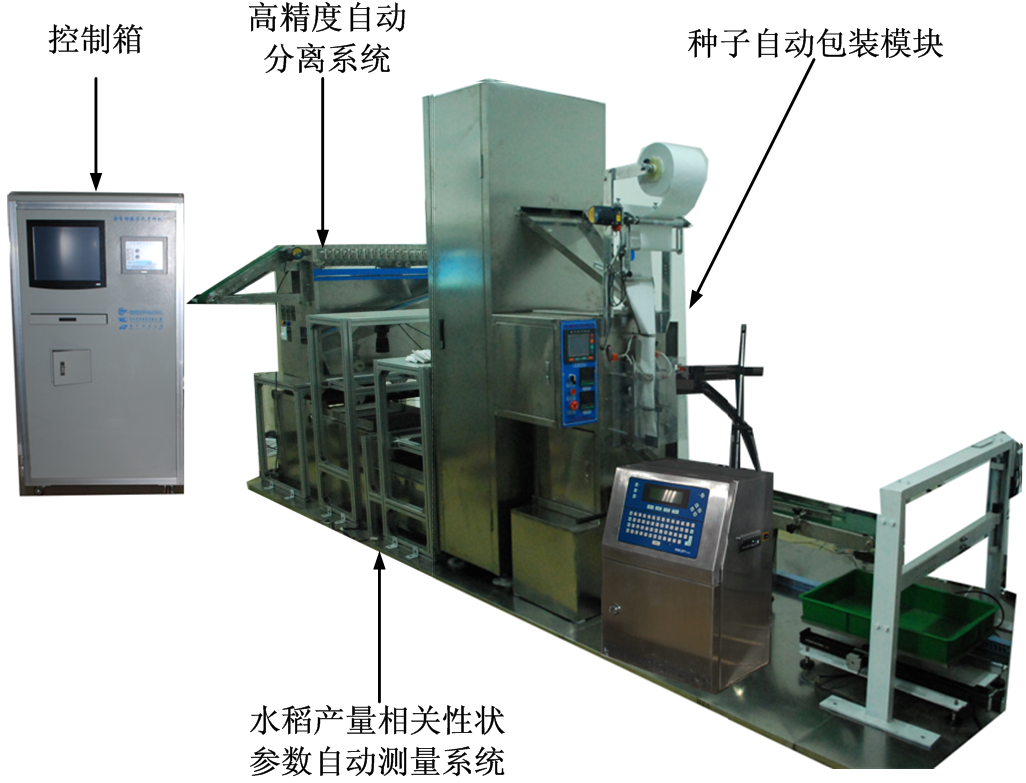 控制箱
高精度自动
分离系统
种子自动包装模块
水稻产量相关性状
参数自动测量系统